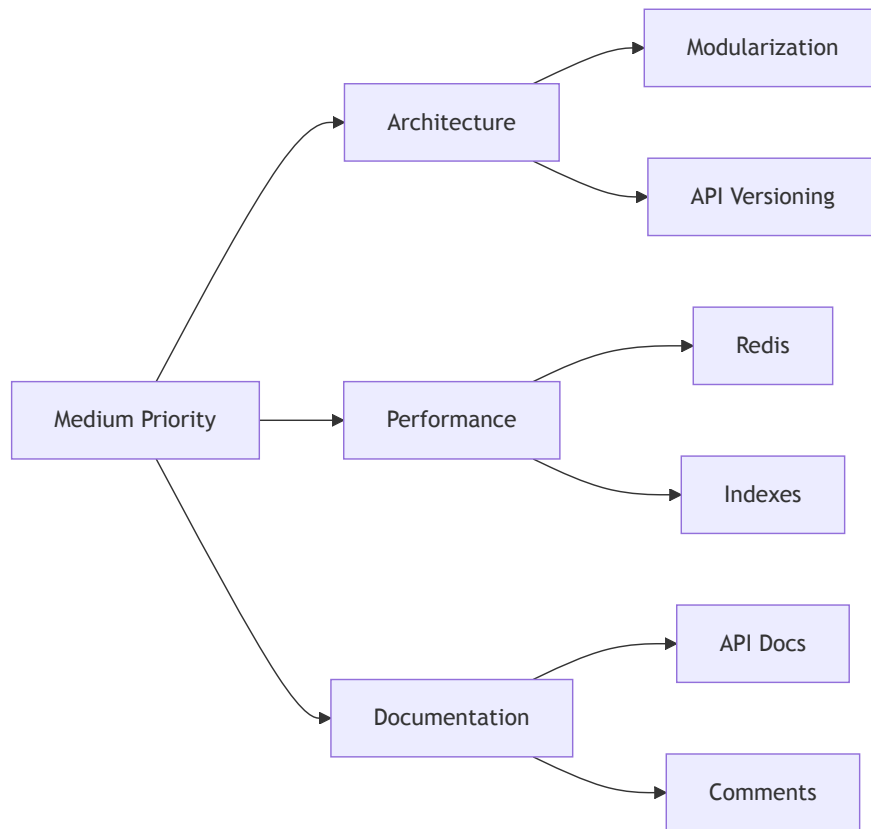 Modularization
Architecture
API Versioning
Redis
Medium Priority
Performance
Indexes
API Docs
Documentation
Comments